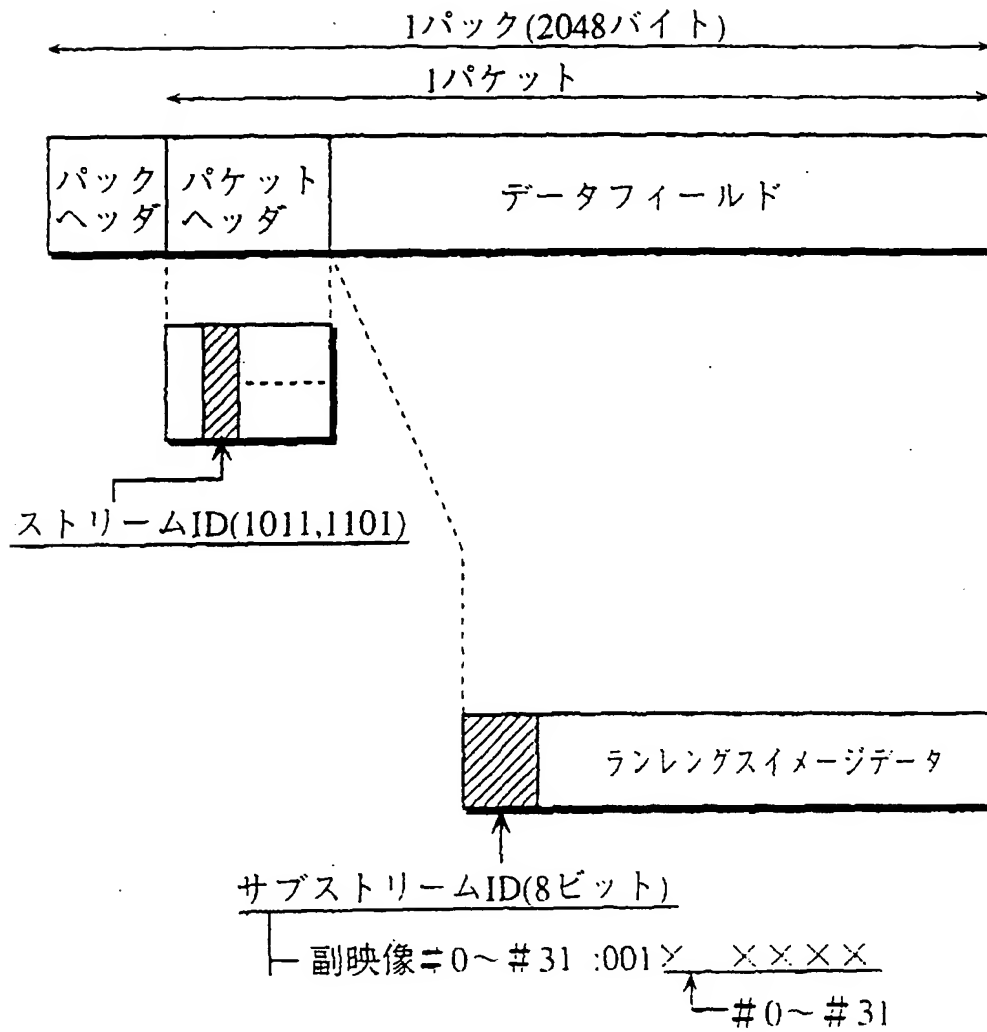 1パック(2048バイト)
1パケット
パック
ヘッダ
パケット
ヘッダ
データフィールド
ストリームID(1011,1101)
ランレングスイメージデータ
サブストリームID(8ビット)
副映像#0～#31 :001× ××××
#0～#31